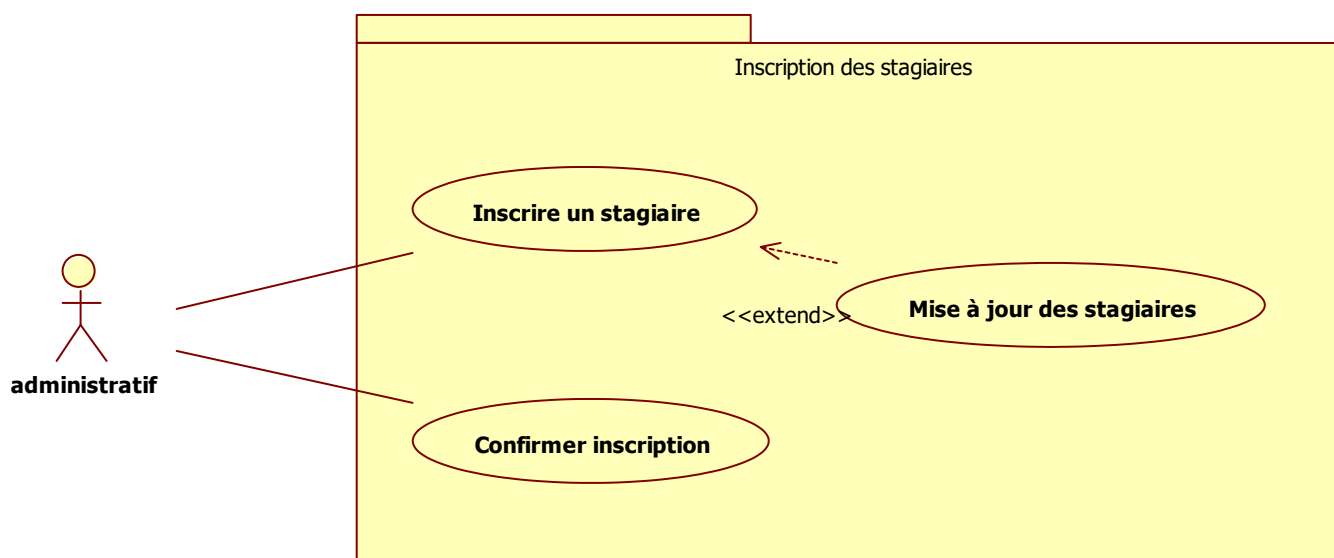 Inscription des stagiaires
Inscrire un stagiaire
<<extend>>
Mise à jour des stagiaires
administratif
Confirmer inscription